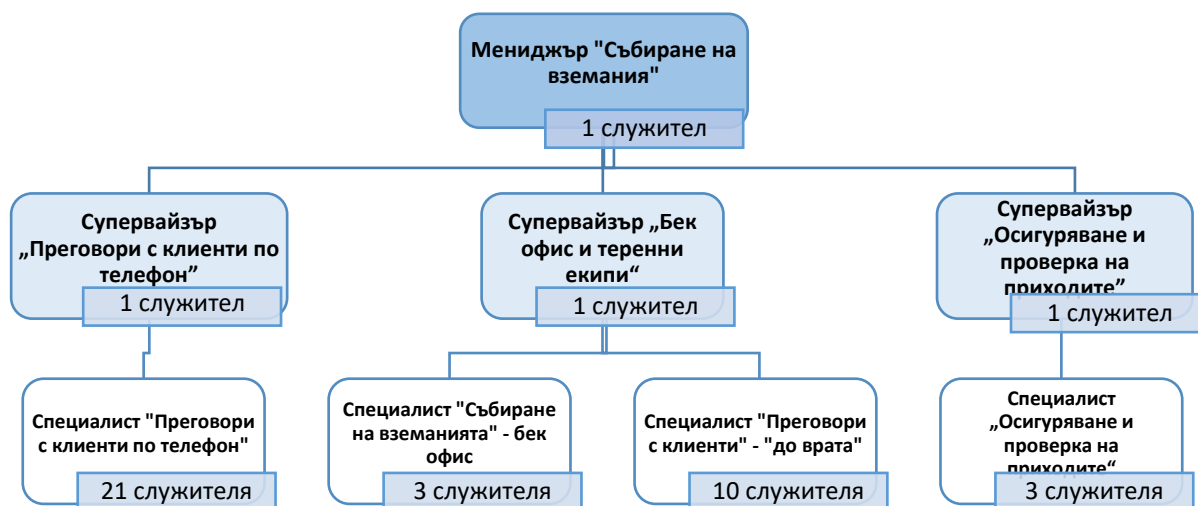 Мениджър "Събиране на
вземания"
1 служител
Супервайзър
„Преговори с клиенти по
телефон”
1 служител
Супервайзър „Бек
офис и теренни
екипи“
1 служител
Супервайзър
„Осигуряване и
проверка на
приходите”
1 служител
Специалист "Преговори
с клиенти по телефон"
21 служителя
Специалист "Събиране
на вземанията" - бек
офис
3 служителя
Специалист "Преговори
с клиенти" - "до врата"
10 служителя
Специалист
„Осигуряване и
проверка на
приходите“
3 служителя